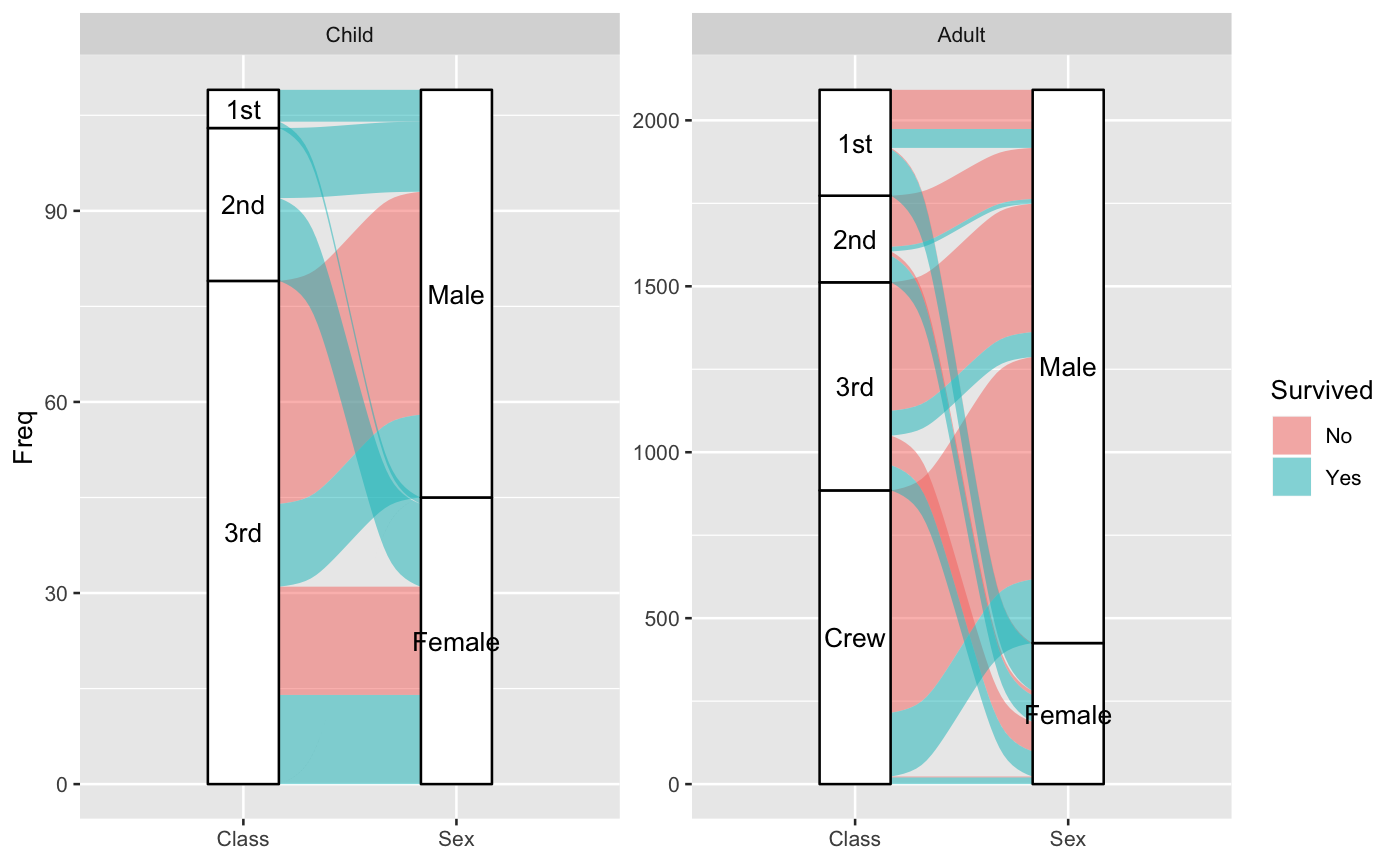 Child
Adult
Freq
90
60
30
0
1st
2nd
3rd
Male
Female
Class
Sex
2000
1500
1000
500
0
1st
2nd
3rd
Crew
Male
Female
Class
Sex
Survived
No
Yes